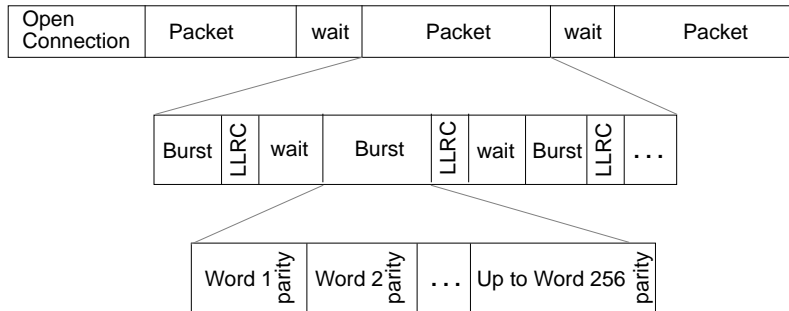 Open
Connection Packet wait Packet wait Packet
Burst LLRC wait Burst LLRC wait Burst LLRC ...
Word 1 parity Word 2 parity ... Up to Word 256 parity